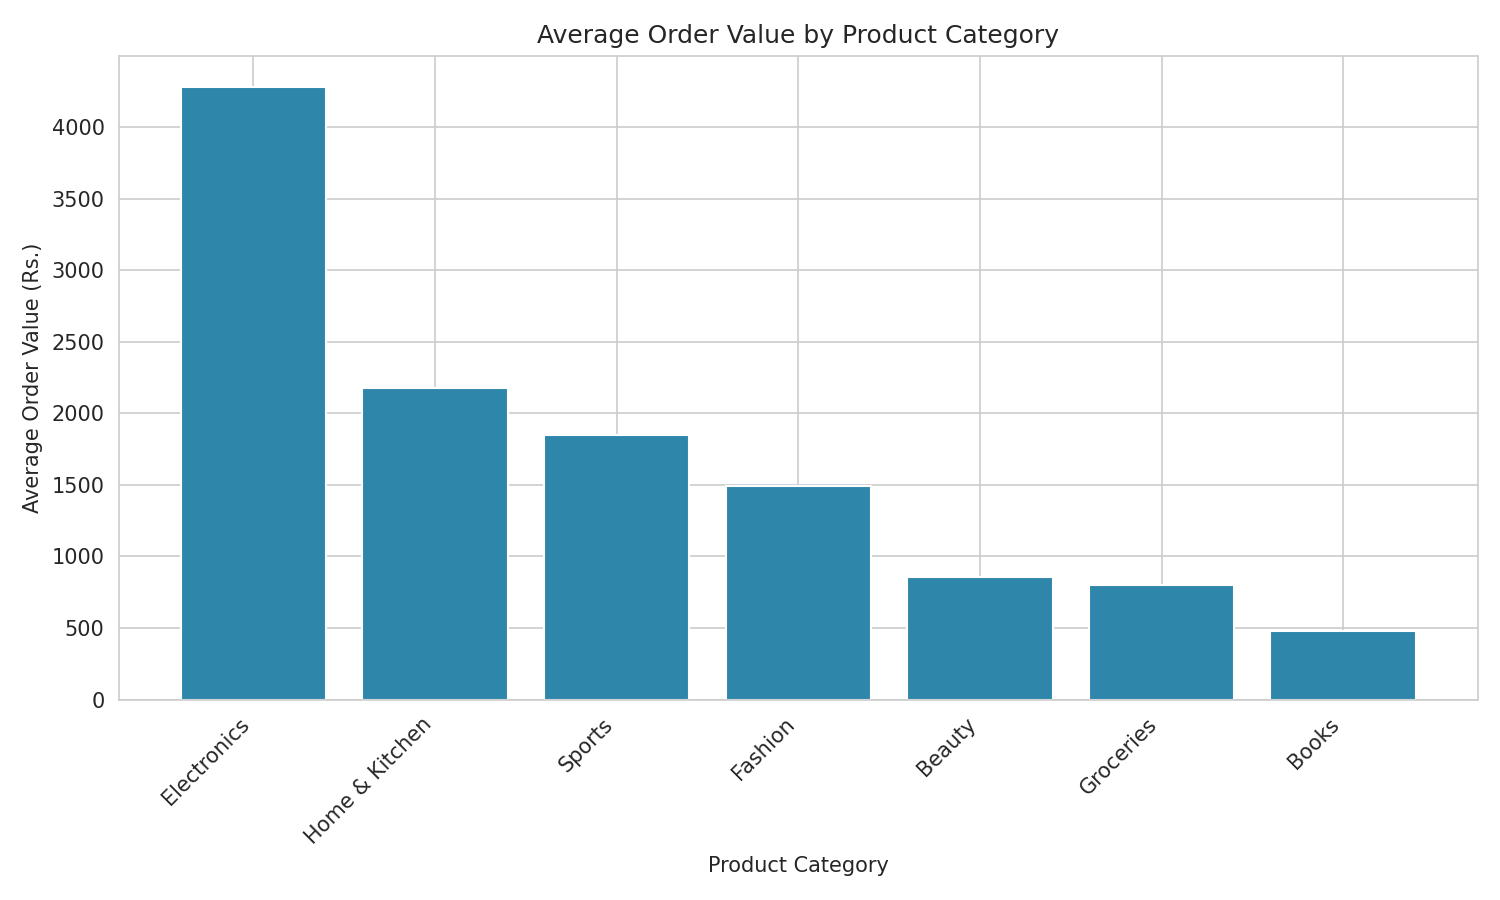 Average Order Value by Product Category
Average Order Value (Rs.)
4000
3500
3000
2500
2000
1500
1000
500
0
Electronics
Home & Kitchen
Sports
Fashion
Beauty
Groceries
Books
Product Category